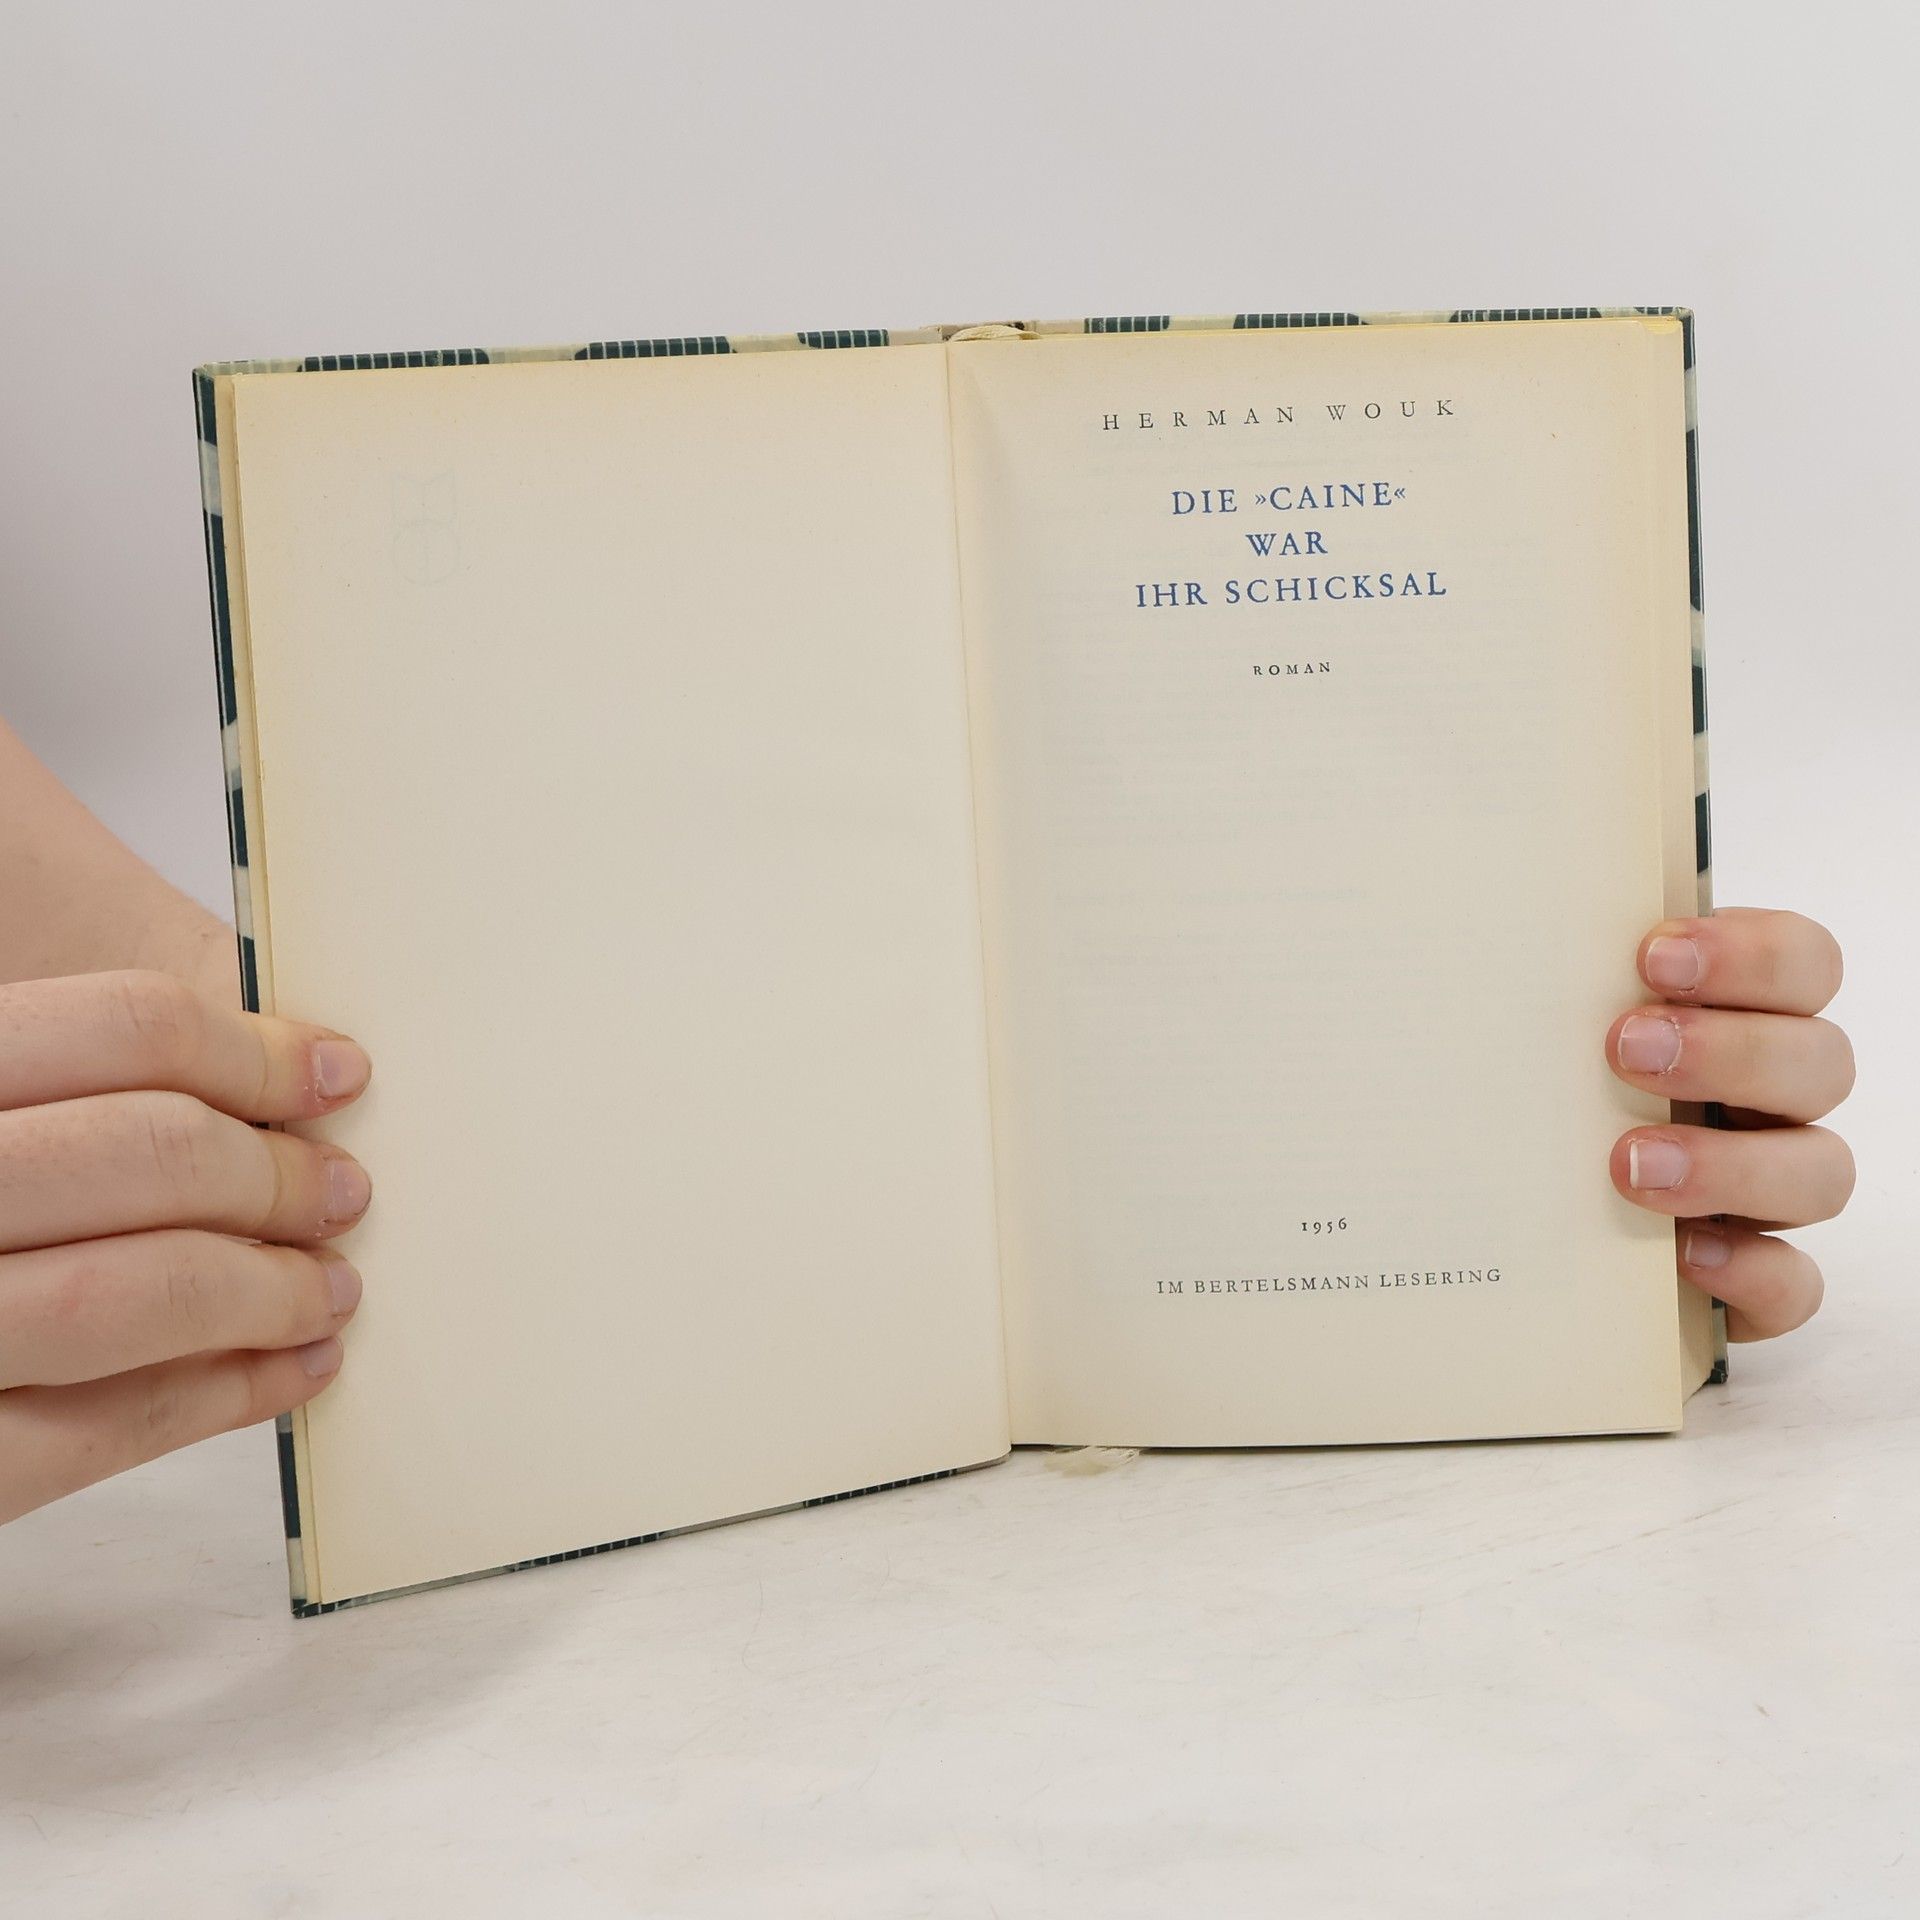 HERMAN WOUK
DIE »CAINE«
WAR
IHR SCHICKSAL
ROMAN
1956
IM BERTELSMANN LESERING